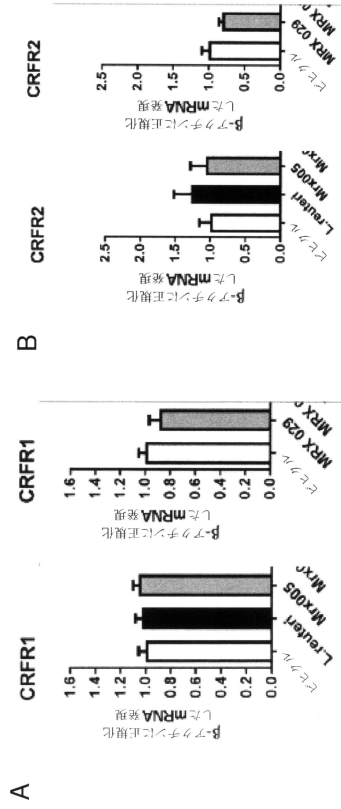 A
CRFR1
β-アクチンに正規化
したmRNA発現
1.6
1.4
1.2
1.0
0.8
0.6
0.4
0.2
0.0
ビヒクル
L.reuteri
Mrx005
CRFR1
β-アクチンに正規化
したmRNA発現
1.6
1.4
1.2
1.0
0.8
0.6
0.4
0.2
0.0
ビヒクル
MRX 029
MRX
B
CRFR2
β-アクチンに正規化
したmRNA発現
2.5
2.0
1.5
1.0
0.5
0.0
ビヒクル
L.reuteri
Mrx005
CRFR2
β-アクチンに正規化
したmRNA発現
2.5
2.0
1.5
1.0
0.5
0.0
ビヒクル
MRX 029
MRX